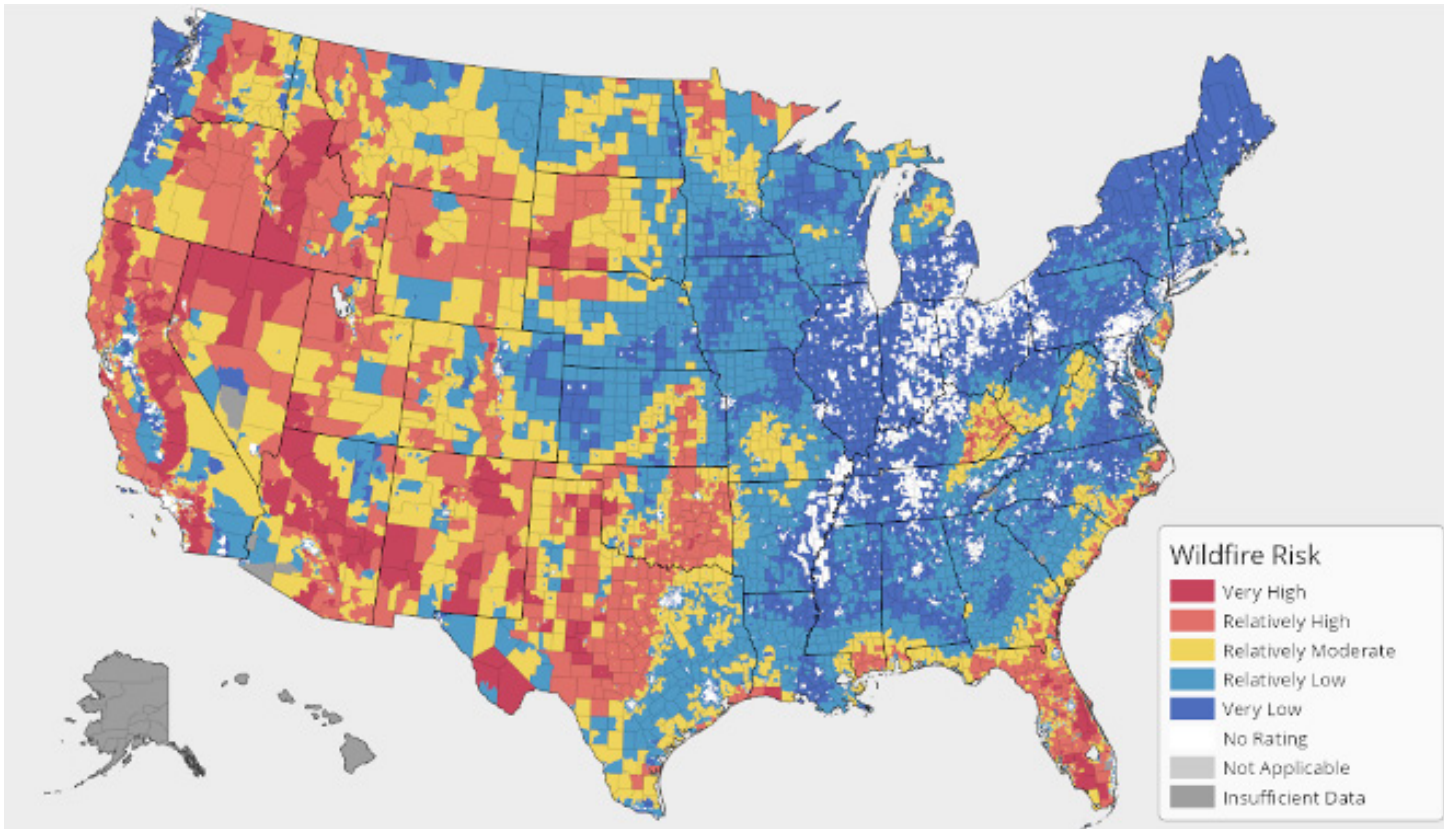 Wildfire Risk
Very High
Relatively High
Relatively Moderate
Relatively Low
Very Low
No Rating
Not Applicable
Insufficient Data